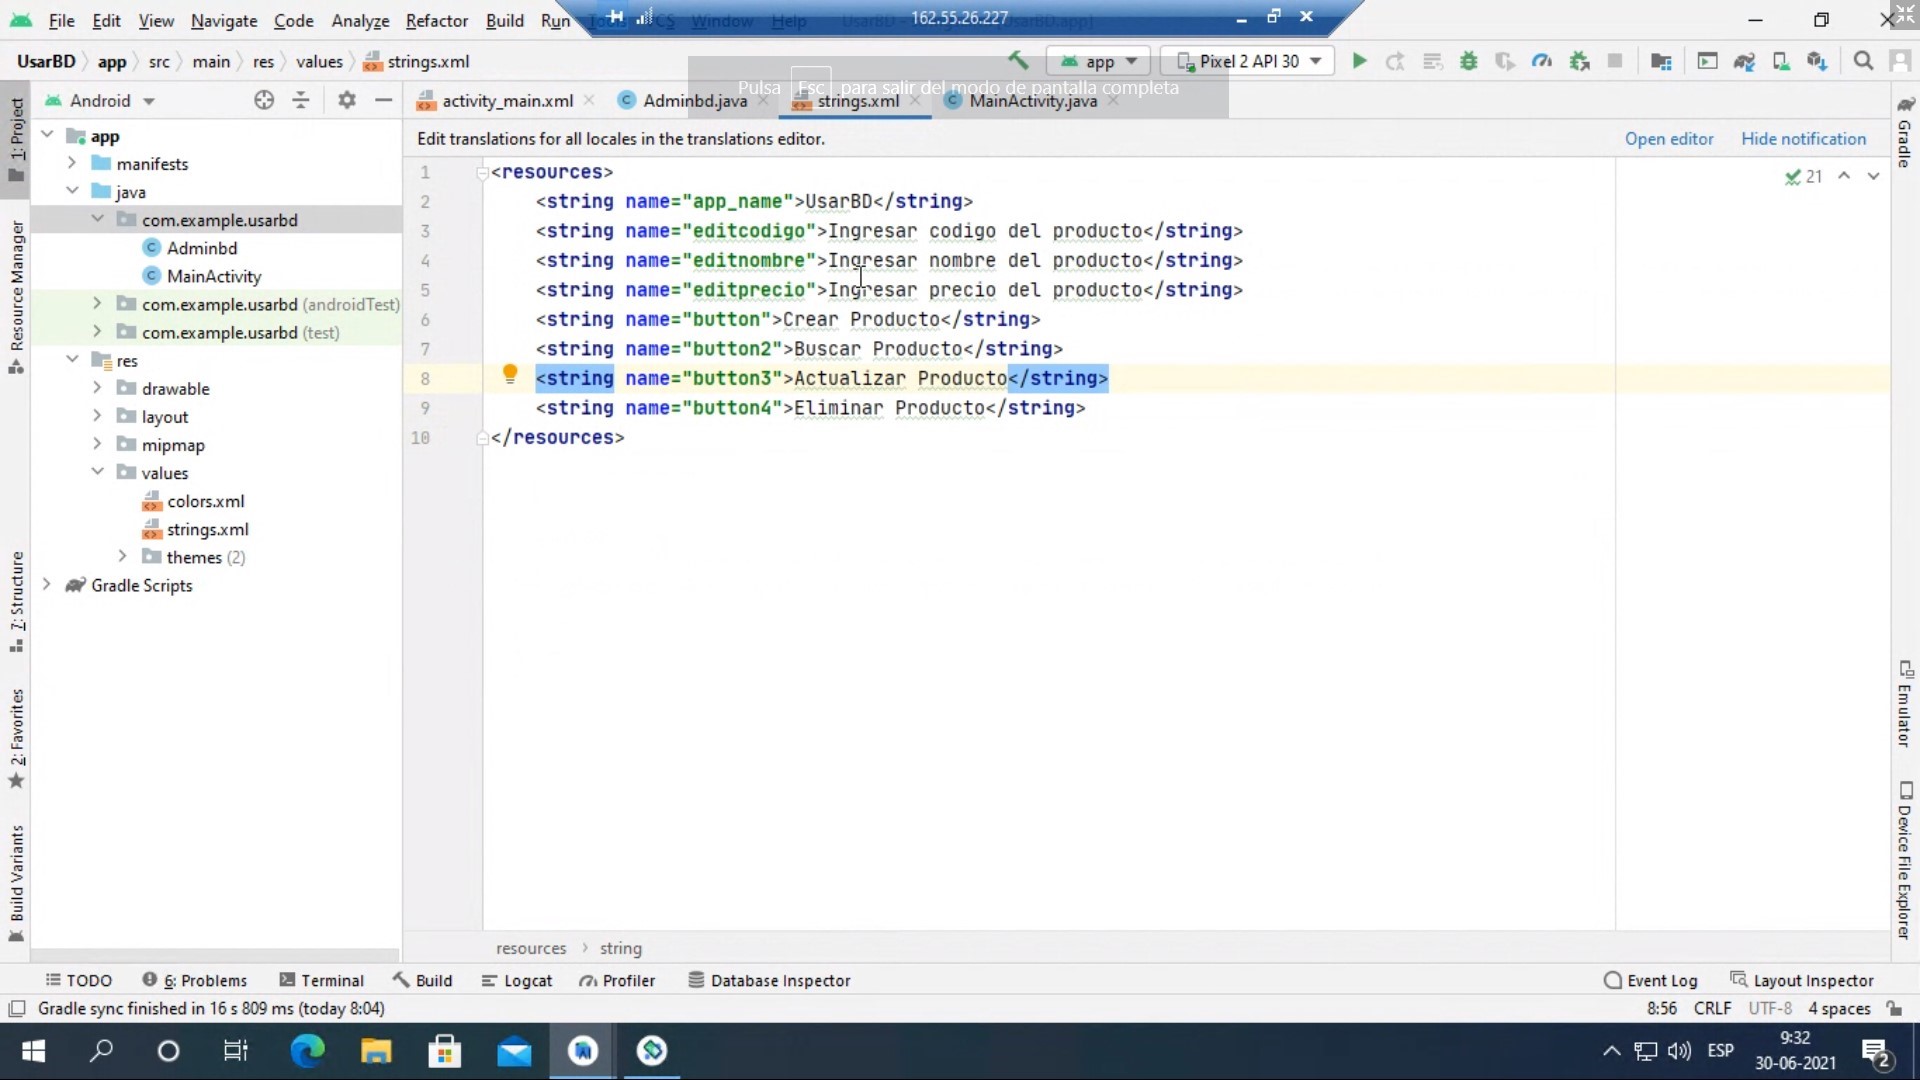 File Edit View Navigate Code Analyze Refactor Build Run Tools VCS Window Help
162.55.26.227
UsarBD app src main res values strings.xml
app
Pixel 2 API 30
Pulsa Esc para salir del modo de pantalla completa
Android
activity_main.xml
Adminbd.java
strings.xml
MainActivity.java
Edit translations for all locales in the translations editor.
Open editor
Hide notification
1: Project
Resource Manager
7: Structure
2: Favorites
Build Variants
app
manifests
java
com.example.usarbd
Adminbd
MainActivity
com.example.usarbd (androidTest)
com.example.usarbd (test)
res
drawable
layout
mipmap
values
colors.xml
strings.xml
themes (2)
Gradle Scripts
1 <resources>
2 <string name="app_name">UsarBD</string>
3 <string name="editcodigo">Ingresar codigo del producto</string>
4 <string name="editnombre">Ingresar nombre del producto</string>
5 <string name="editprecio">Ingresar precio del producto</string>
6 <string name="button">Crear Producto</string>
7 <string name="button2">Buscar Producto</string>
8 <string name="button3">Actualizar Producto</string>
9 <string name="button4">Eliminar Producto</string>
10 </resources>
21
Gradle
Emulator
Device File Explorer
resources string
TODO
6: Problems
Terminal
Build
Logcat
Profiler
Database Inspector
Event Log
Layout Inspector
Gradle sync finished in 16 s 809 ms (today 8:04)
8:56 CRLF UTF-8 4 spaces
ESP
9:32
30-06-2021
2